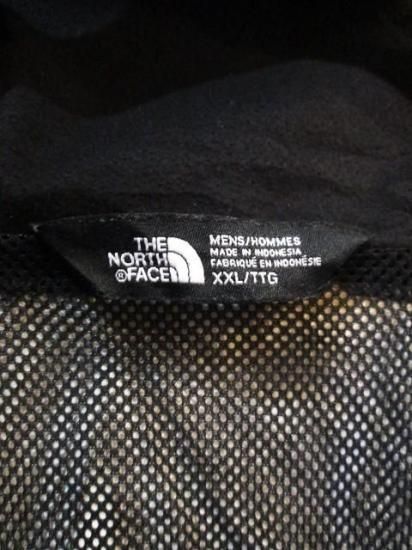 THE
NORTH
®FACE
MENS/HOMMES
MADE IN INDONESIA
FABRIQUÉ EN INDONÉSIE
XXL/TTG